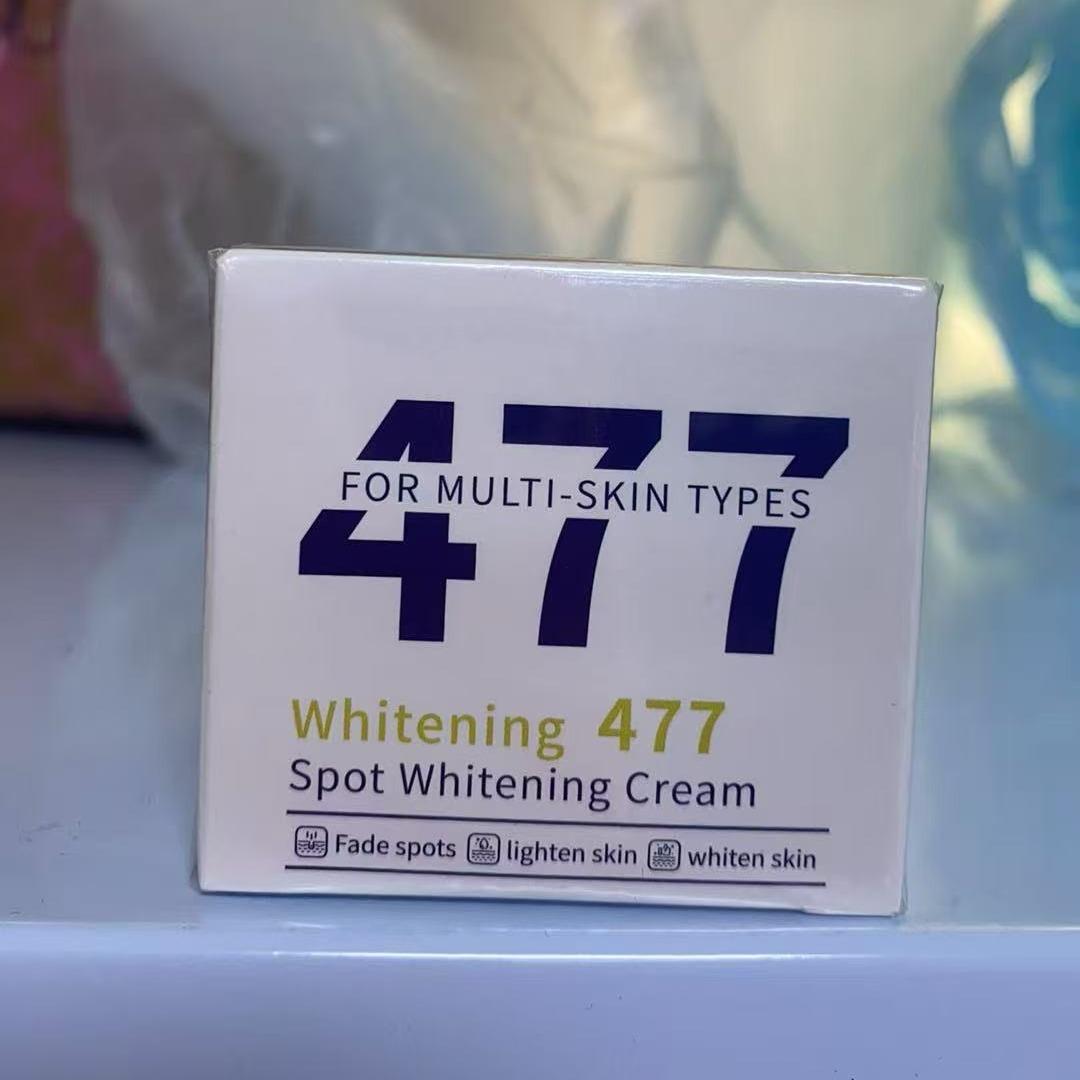 477
FOR MULTI-SKIN TYPES
Whitening 477
Spot Whitening Cream
Fade spots lighten skin whiten skin